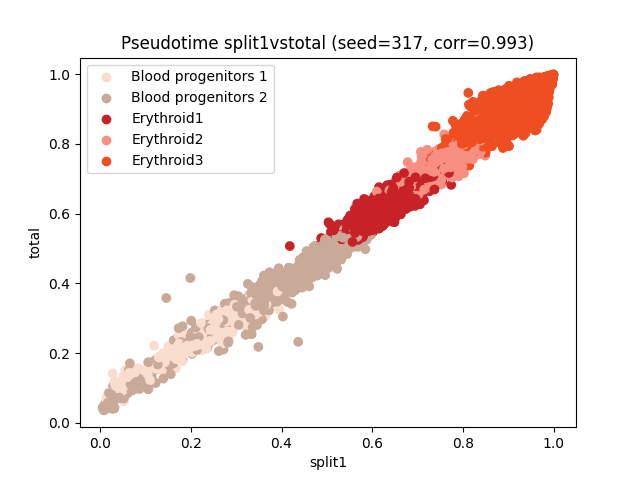 Pseudotime split1vstotal (seed=317, corr=0.993)
Blood progenitors 1
Blood progenitors 2
Erythroid1
Erythroid2
Erythroid3
total
1.0
0.8
0.6
0.4
0.2
0.0
0.0 0.2 0.4 0.6 0.8 1.0
split1